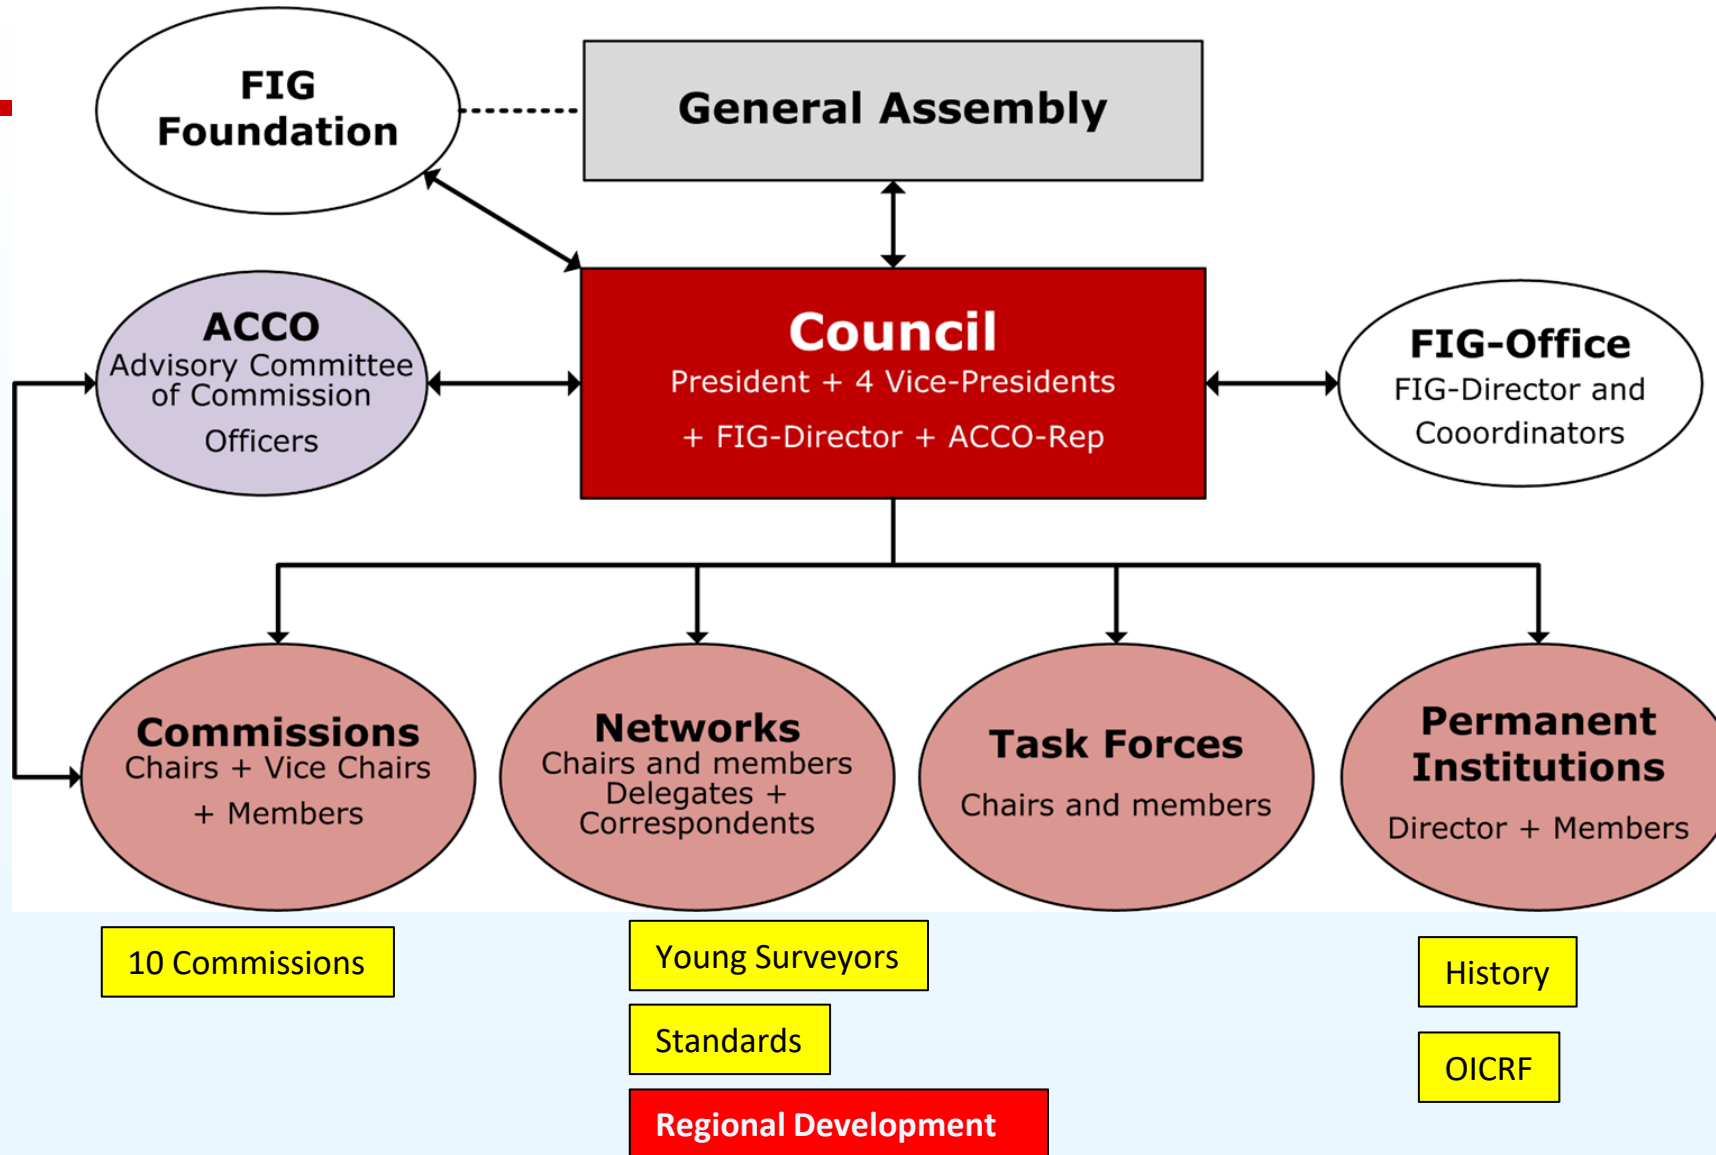 FIG
Foundation
General Assembly
ACCO
Advisory Committee
of Commission
Officers
Council
President + 4 Vice-Presidents
+ FIG-Director + ACCO-Rep
FIG-Office
FIG-Director and
Cooordinators
Commissions
Chairs + Vice Chairs
+ Members
Networks
Chairs and members
Delegates +
Correspondents
Task Forces
Chairs and members
Permanent
Institutions
Director + Members
10 Commissions
Young Surveyors
Standards
Regional Development
History
OICRF